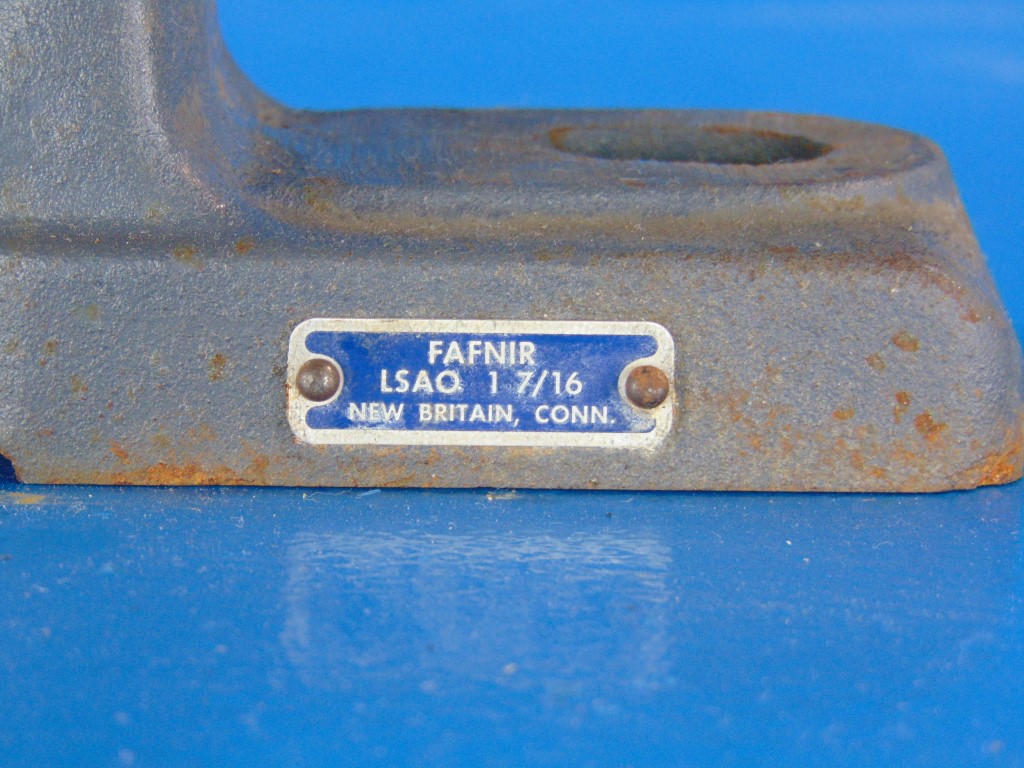 FAFNIR
LSAO 1 7/16
NEW BRITAIN, CONN.